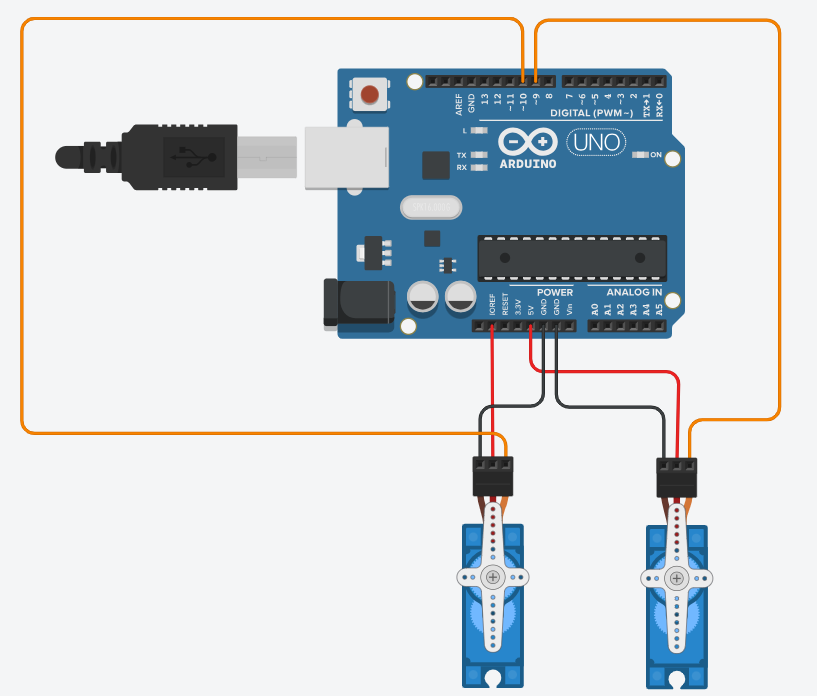 AREF
GND
13
12
~11
~10
~9
8
7
~6
~5
4
~3
2
TX→1
RX←0
DIGITAL (PWM~)
L
TX
RX
ARDUINO
UNO
ON
IOREF
RESET
3.3V
5V
GND
GND
Vin
POWER
ANALOG IN
A0
A1
A2
A3
A4
A5